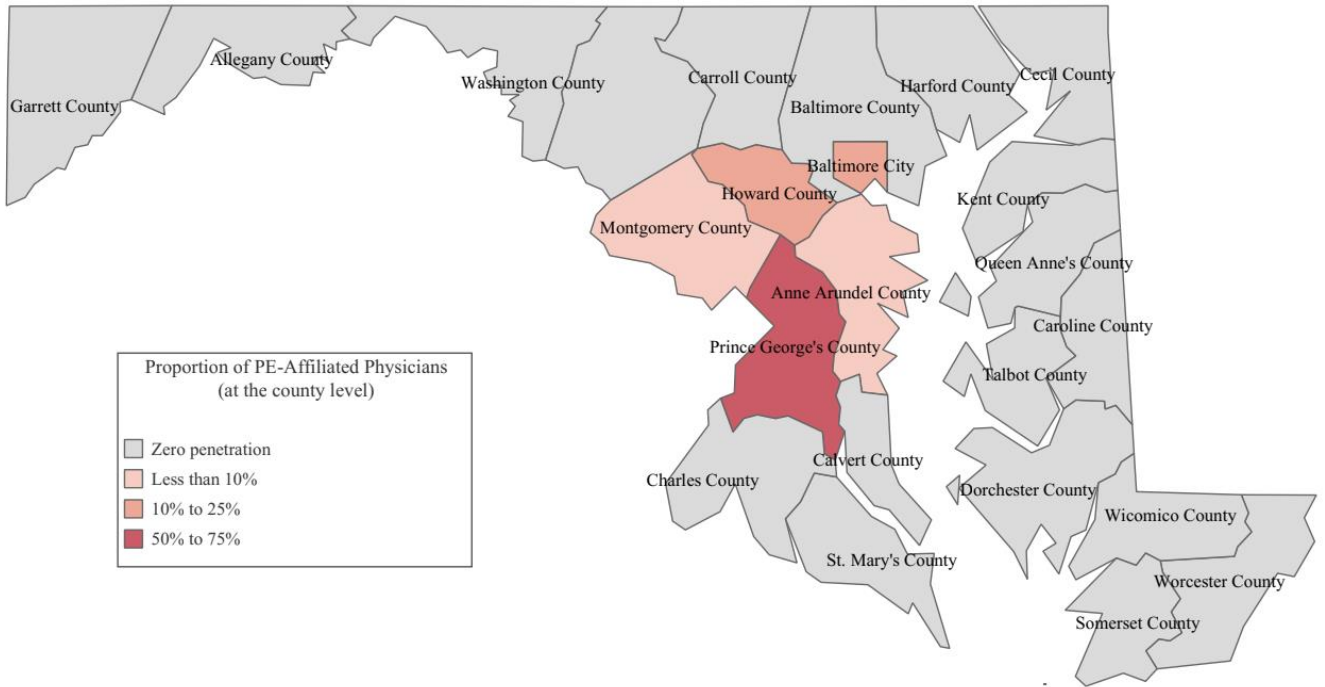 Allegany County
Garrett County
Washington County
Carroll County
Baltimore County
Harford County
Cecil County
Baltimore City
Howard County
Kent County
Montgomery County
Queen Anne's County
Anne Arundel County
Caroline County
Prince George's County
Talbot County
Proportion of PE-Affiliated Physicians
(at the county level)
Zero penetration
Less than 10%
10% to 25%
50% to 75%
Calvert County
Charles County
Dorchester County
Wicomico County
St. Mary's County
Worcester County
Somerset County